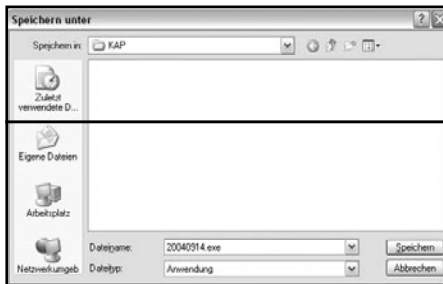 Speichern unter
Speichern in:
KAP
Zuletzt
verwendete D...
Eigene Dateien
Arbeitsplatz
Netzwerkumgeb
Dateiname:
20040914.exe
Speichern
Dateityp:
Anwendung
Abbrechen